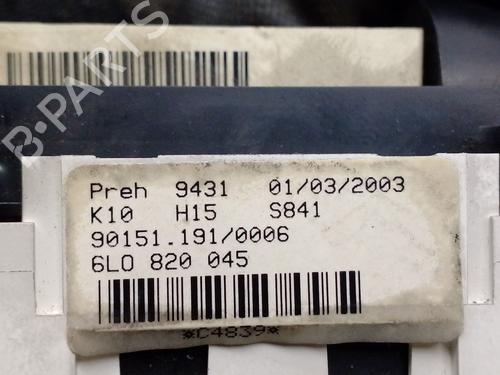 B-PARTS
Preh 9431 01/03/2003
K10 H15 S841
90151.191/0006
6L0 820 045
*C4839*